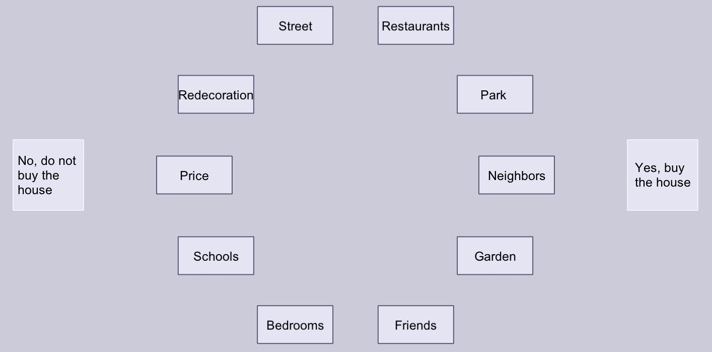 Street
Restaurants
Redecoration
Park
No, do not
buy the
house
Price
Neighbors
Yes, buy
the house
Schools
Garden
Bedrooms
Friends